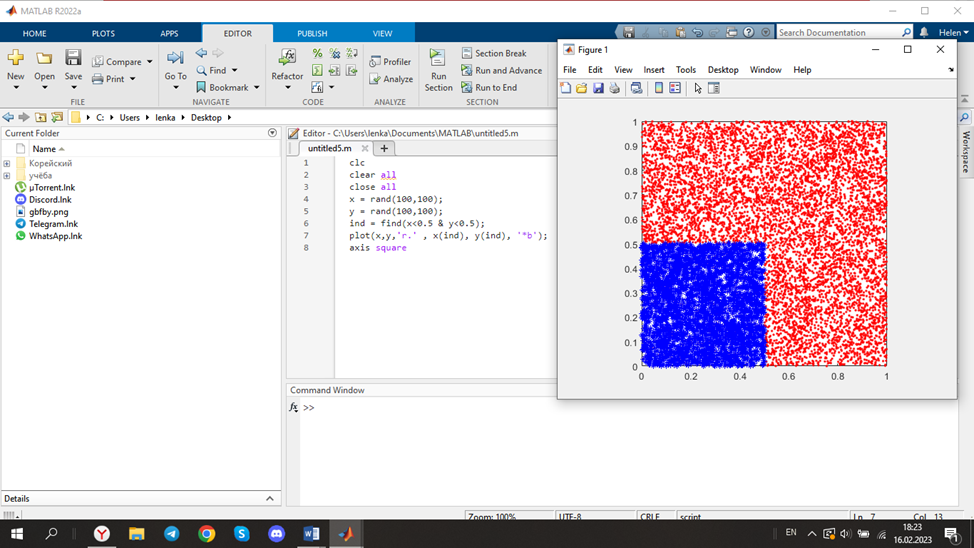 MATLAB R2022a
HOME PLOTS APPS EDITOR PUBLISH VIEW Search Documentation Helen
New Open Save Compare Print Go To Find Bookmark Refactor Profiler Analyze Run Section Section Break Run and Advance Run to End
FILE NAVIGATE CODE ANALYZE SECTION
C: Users lenka Desktop
Current Folder
Name
Корейский
учёба
µTorrent.lnk
Discord.lnk
gbfby.png
Telegram.lnk
WhatsApp.lnk
Details
Editor - C:\Users\lenka\Documents\MATLAB\untitled5.m
untitled5.m
1 clc
2 clear all
3 close all
4 x = rand(100,100);
5 y = rand(100,100);
6 ind = find(x<0.5 & y<0.5);
7 plot(x,y,'r.' , x(ind), y(ind), '*b');
8 axis square
Command Window
fx >>
Figure 1
File Edit View Insert Tools Desktop Window Help
1
0.9
0.8
0.7
0.6
0.5
0.4
0.3
0.2
0.1
0
0 0.2 0.4 0.6 0.8 1
Workspace
Zoom: 100% UTF-8 CRLF script Ln 7 Col 13
EN 18:23
16.02.2023